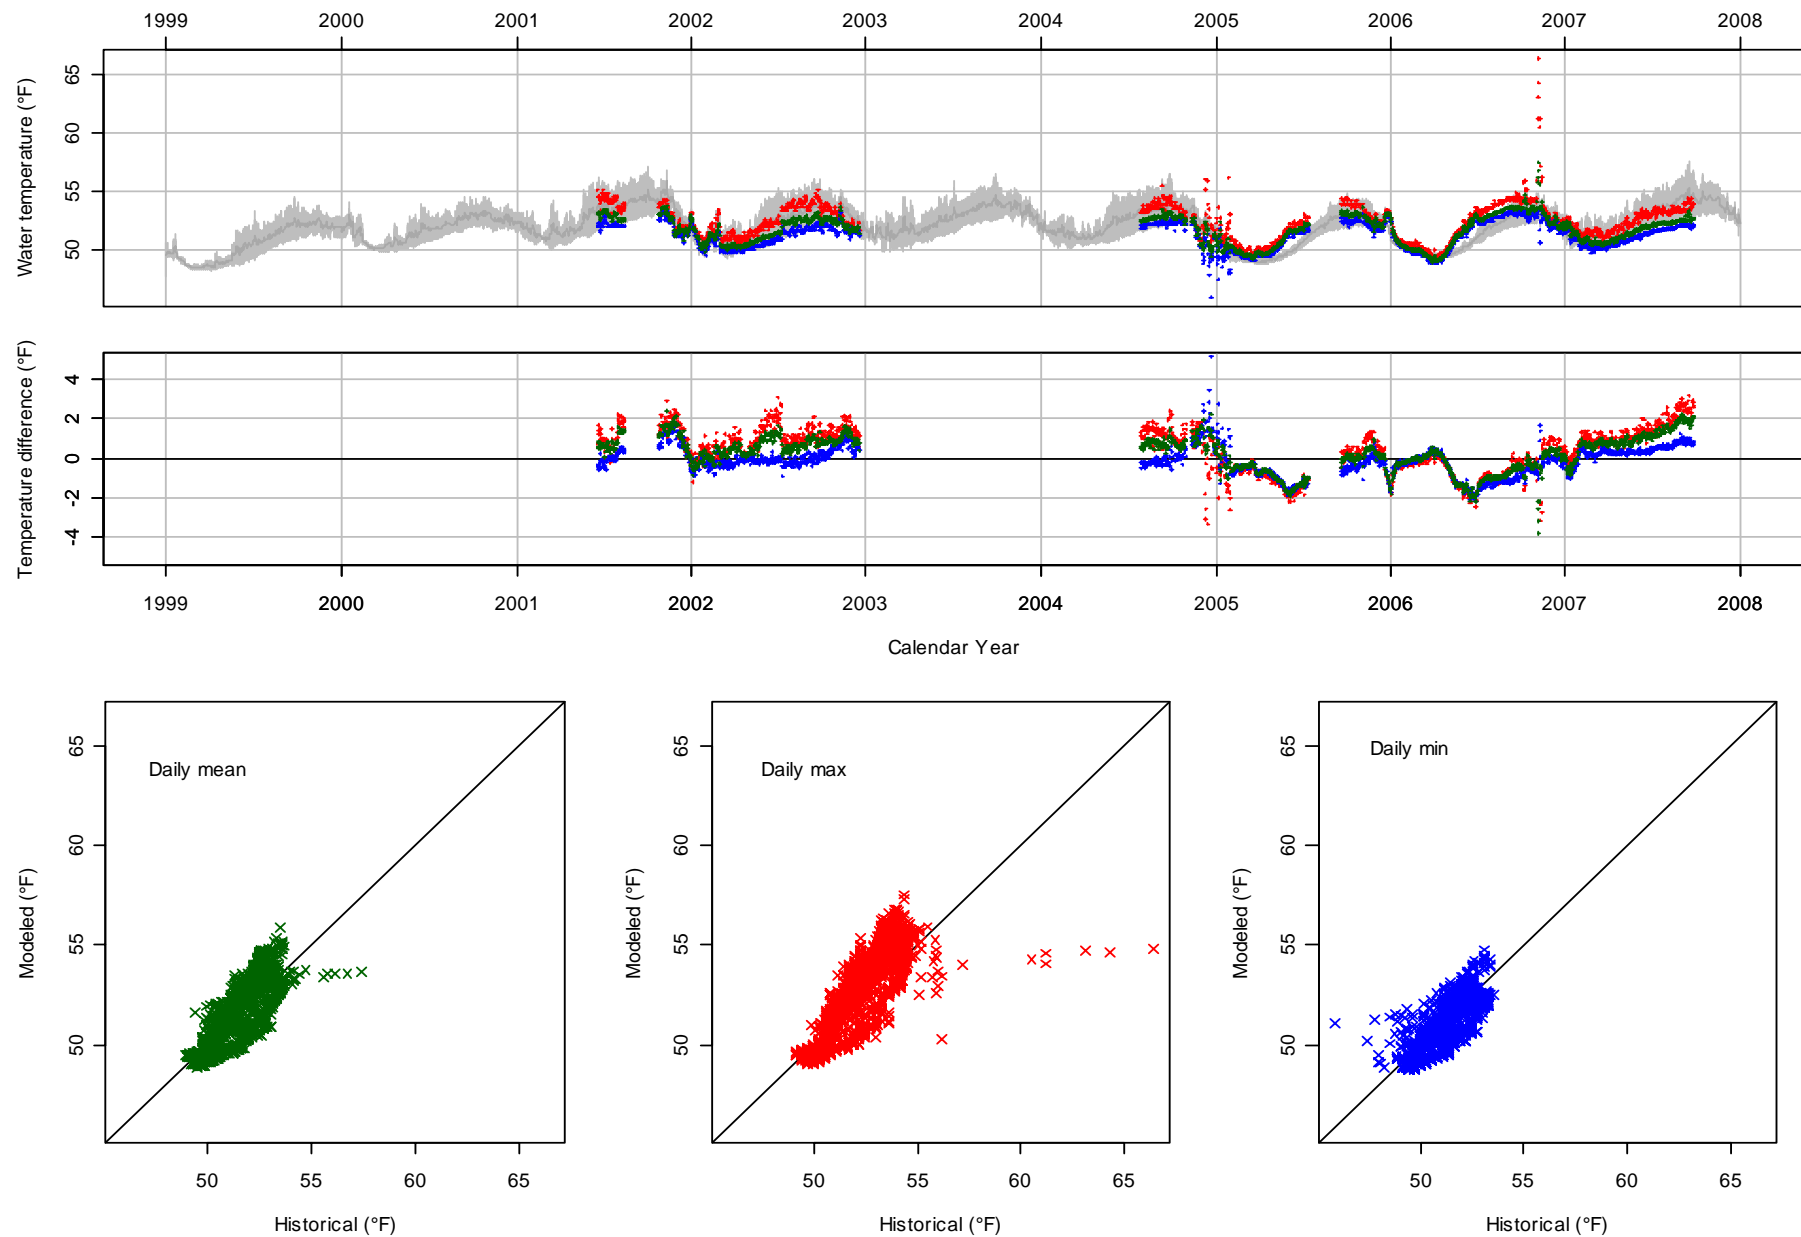 1999 2000 2001 2002 2003 2004 2005 2006 2007 2008
Water temperature (°F)
65
60
55
50
Temperature difference (°F)
4
2
0
-2
-4
1999 2000 2001 2002 2003 2004 2005 2006 2007 2008
Calendar Year
Daily mean
Modeled (°F)
65
60
55
50
50 55 60 65
Historical (°F)
Daily max
Modeled (°F)
65
60
55
50
50 55 60 65
Historical (°F)
Daily min
Modeled (°F)
65
60
55
50
50 55 60 65
Historical (°F)